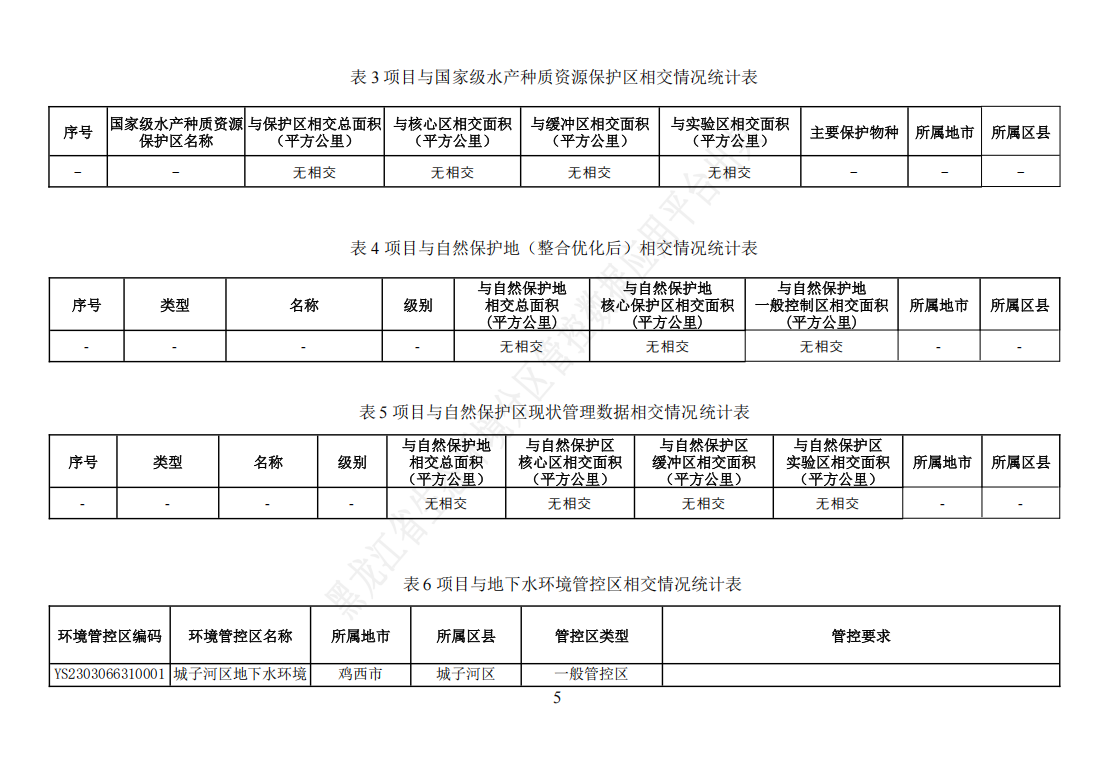 表 3 项目与国家级水产种质资源保护区相交情况统计表
序号 国家级水产种质资源保护区名称 与保护区相交总面积（平方公里） 与核心区相交面积（平方公里） 与缓冲区相交面积（平方公里） 与实验区相交面积（平方公里） 主要保护物种 所属地市 所属区县
– – 无相交 无相交 无相交 无相交 – – –
表 4 项目与自然保护地（整合优化后）相交情况统计表
序号 类型 名称 级别 与自然保护地相交总面积(平方公里) 与自然保护地核心保护区相交面积(平方公里) 与自然保护地一般控制区相交面积(平方公里) 所属地市 所属区县
- - - - 无相交 无相交 无相交 - -
表 5 项目与自然保护区现状管理数据相交情况统计表
序号 类型 名称 级别 与自然保护地相交总面积（平方公里） 与自然保护区核心区相交面积（平方公里） 与自然保护区缓冲区相交面积（平方公里） 与自然保护区实验区相交面积（平方公里） 所属地市 所属区县
- - - - 无相交 无相交 无相交 无相交 - -
表 6 项目与地下水环境管控区相交情况统计表
环境管控区编码 环境管控区名称 所属地市 所属区县 管控区类型 管控要求
YS2303066310001 城子河区地下水环境 鸡西市 城子河区 一般管控区
5